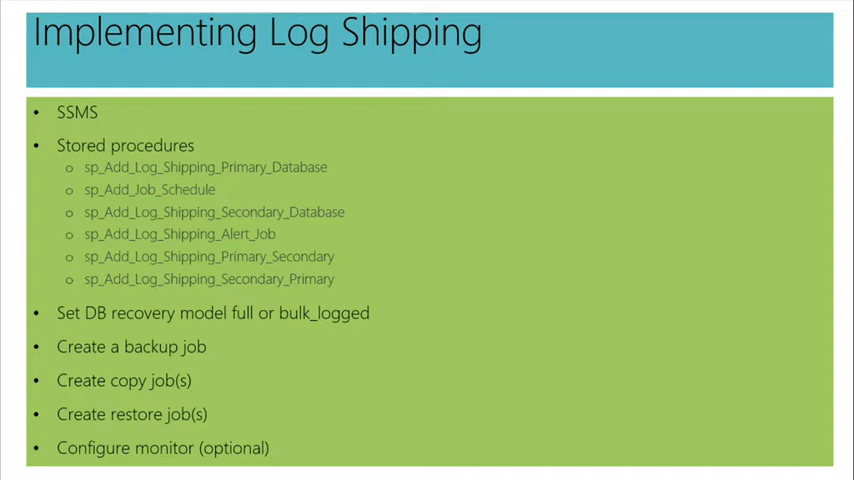 Implementing Log Shipping
• SSMS
• Stored procedures
o sp_Add_Log_Shipping_Primary_Database
o sp_Add_Job_Schedule
o sp_Add_Log_Shipping_Secondary_Database
o sp_Add_Log_Shipping_Alert_Job
o sp_Add_Log_Shipping_Primary_Secondary
o sp_Add_Log_Shipping_Secondary_Primary
• Set DB recovery model full or bulk_logged
• Create a backup job
• Create copy job(s)
• Create restore job(s)
• Configure monitor (optional)